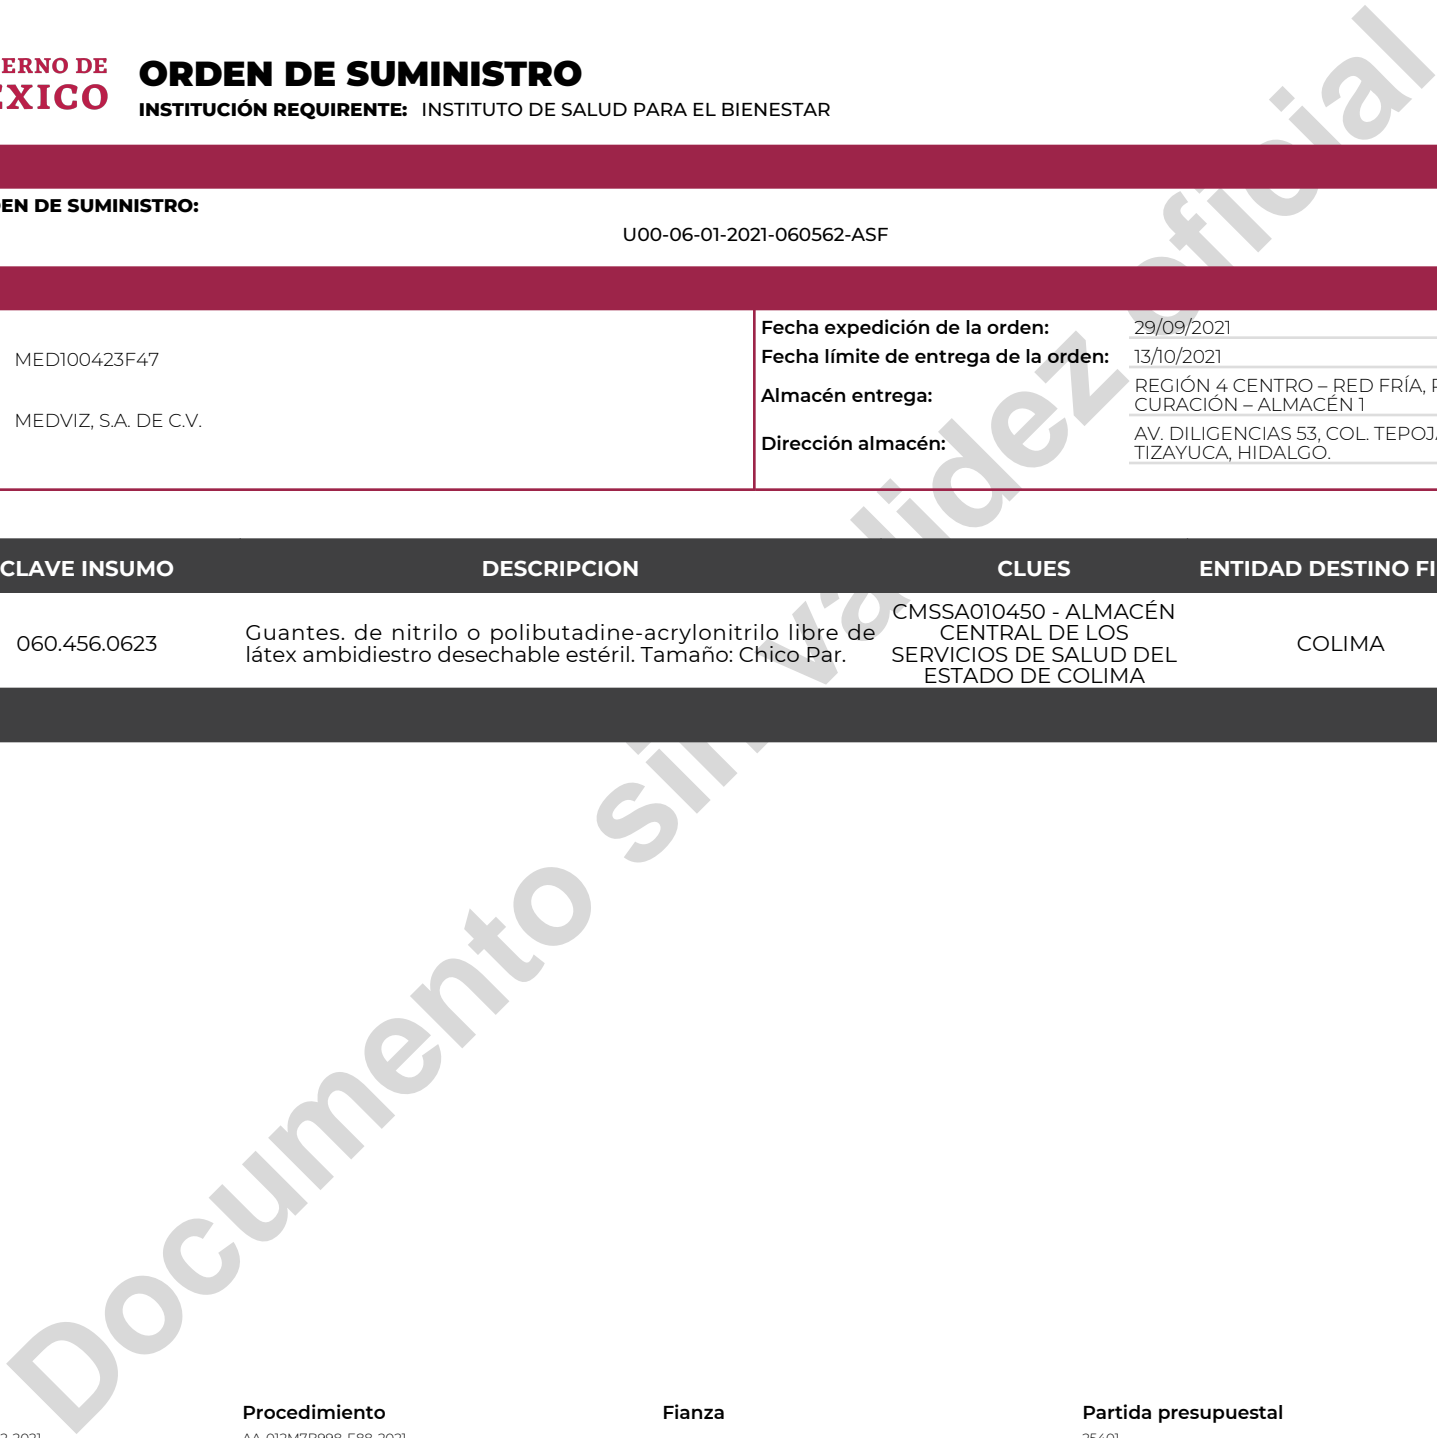 ORDEN DE SUMINISTRO
INSTITUCIÓN REQUIRENTE: INSTITUTO DE SALUD PARA EL BIENESTAR
ERNO DE
XICO
EN DE SUMINISTRO:
U00-06-01-2021-060562-ASF
MED100423F47
MEDVIZ, S.A. DE C.V.
Fecha expedición de la orden: 29/09/2021
Fecha límite de entrega de la orden: 13/10/2021
Almacén entrega: REGIÓN 4 CENTRO – RED FRÍA,
CURACIÓN – ALMACÉN 1
Dirección almacén: AV. DILIGENCIAS 53, COL. TEPOJ
TIZAYUCA, HIDALGO.
CLAVE INSUMO DESCRIPCION CLUES ENTIDAD DESTINO FI
060.456.0623
Guantes. de nitrilo o polibutadine-acrylonitrilo libre de
látex ambidiestro desechable estéril. Tamaño: Chico Par.
CMSSA010450 - ALMACÉN
CENTRAL DE LOS
SERVICIOS DE SALUD DEL
ESTADO DE COLIMA
COLIMA
Documento sin validez oficial
Procedimiento Fianza Partida presupuestal